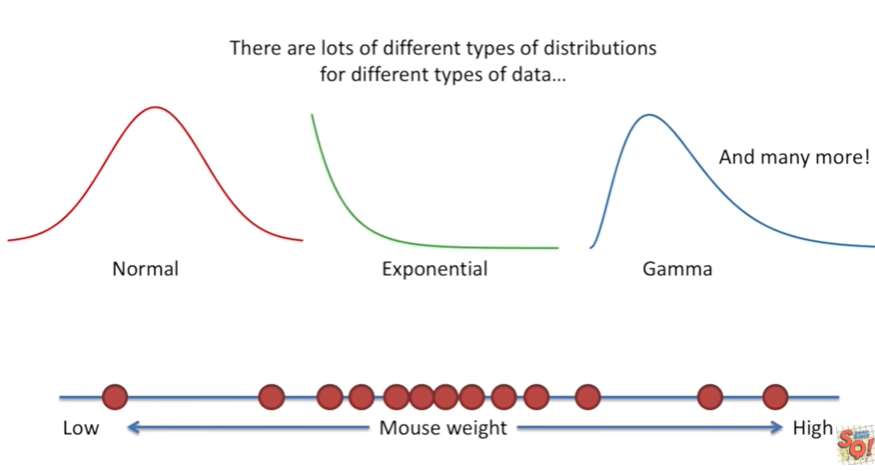 There are lots of different types of distributions
for different types of data...
And many more!
Normal
Exponential
Gamma
Low
Mouse weight
High
SQ!